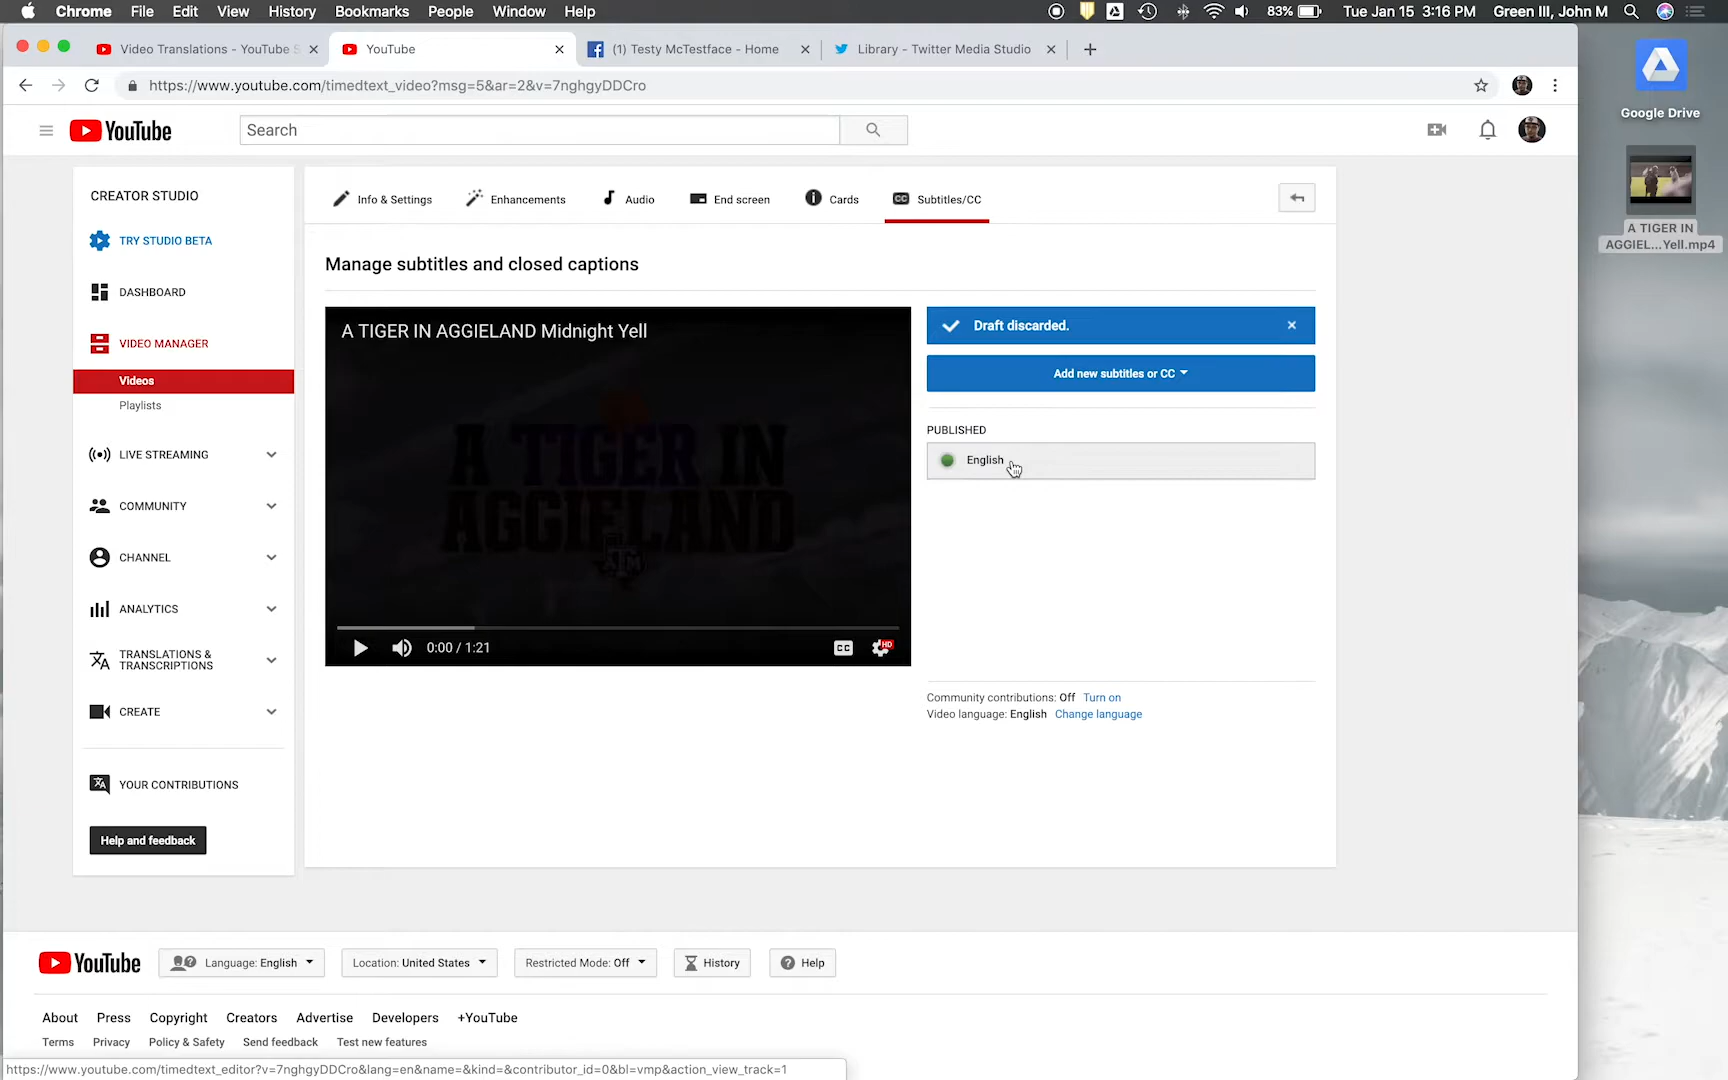 Chrome File Edit View History Bookmarks People Window Help
83% Tue Jan 15 3:16 PM Green III, John M
Video Translations - YouTube S
YouTube
(1) Testy McTestface - Home
Library - Twitter Media Studio
https://www.youtube.com/timedtext_video?msg=5&ar=2&v=7nghgyDDCro
Google Drive
YouTube
Search
A TIGER IN
AGGIEL...Yell.mp4
CREATOR STUDIO
TRY STUDIO BETA
DASHBOARD
VIDEO MANAGER
Videos
Playlists
LIVE STREAMING
COMMUNITY
CHANNEL
ANALYTICS
TRANSLATIONS &
TRANSCRIPTIONS
CREATE
YOUR CONTRIBUTIONS
Help and feedback
Info & Settings
Enhancements
Audio
End screen
Cards
CC Subtitles/CC
Manage subtitles and closed captions
A TIGER IN AGGIELAND Midnight Yell
A TIGER IN
AGGIELAND
ATM
0:00 / 1:21
CC
HD
Draft discarded.
Add new subtitles or CC
PUBLISHED
English
Community contributions: Off Turn on
Video language: English Change language
YouTube
Language: English
Location: United States
Restricted Mode: Off
History
Help
About Press Copyright Creators Advertise Developers +YouTube
Terms Privacy Policy & Safety Send feedback Test new features
https://www.youtube.com/timedtext_editor?v=7nghgyDDCro&lang=en&name=&kind=&contributor_id=0&bl=vmp&action_view_track=1